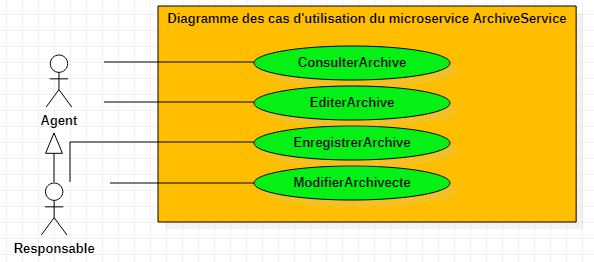 Diagramme des cas d'utilisation du microservice ArchiveService
ConsulterArchive
EditerArchive
Agent
EnregistrerArchive
ModifierArchivecte
Responsable